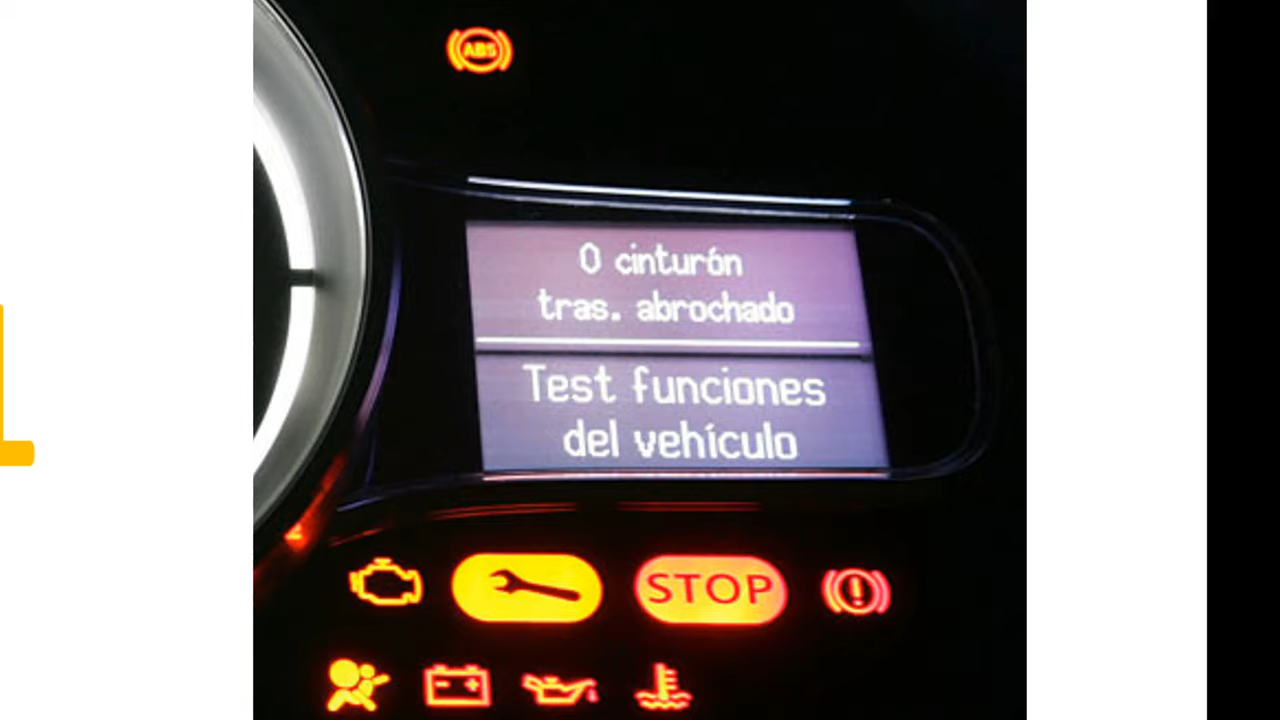 ABS
0 cinturón
tras. abrochado
Test funciones
del vehículo
STOP